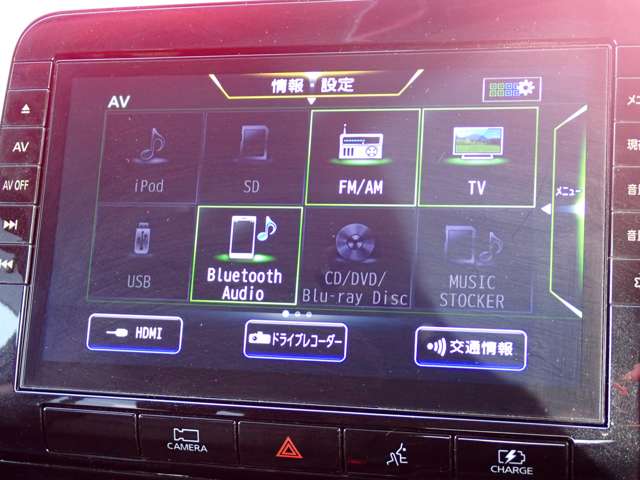 情報・設定
AV
iPod
SD
FM/AM
TV
メニュー
USB
Bluetooth
Audio
CD/DVD/
Blu-ray Disc
MUSIC
STOCKER
HDMI
ドライブレコーダー
交通情報
AV
AV OFF
CAMERA
CHARGE